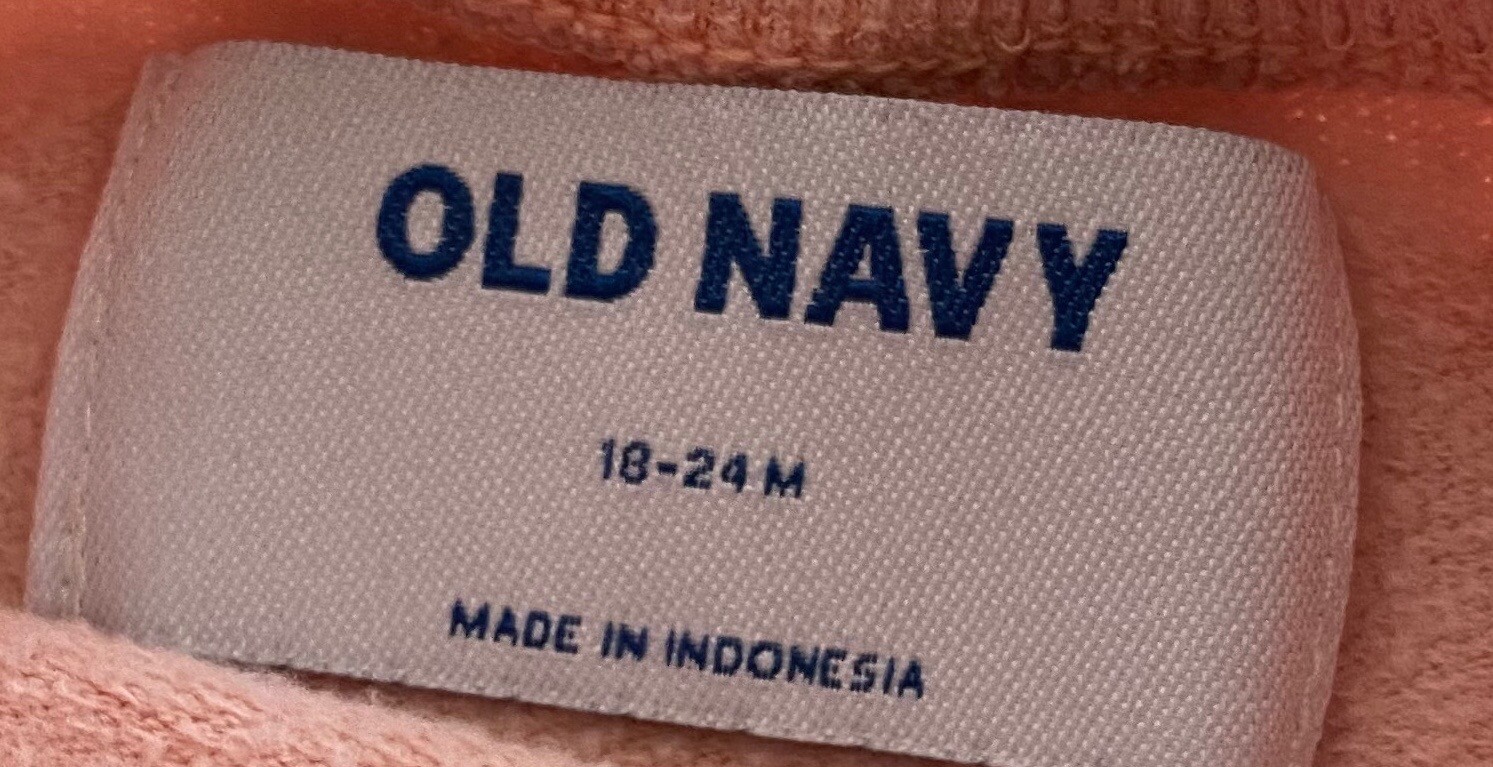 OLD NAVY
18-24 M
MADE IN INDONESIA